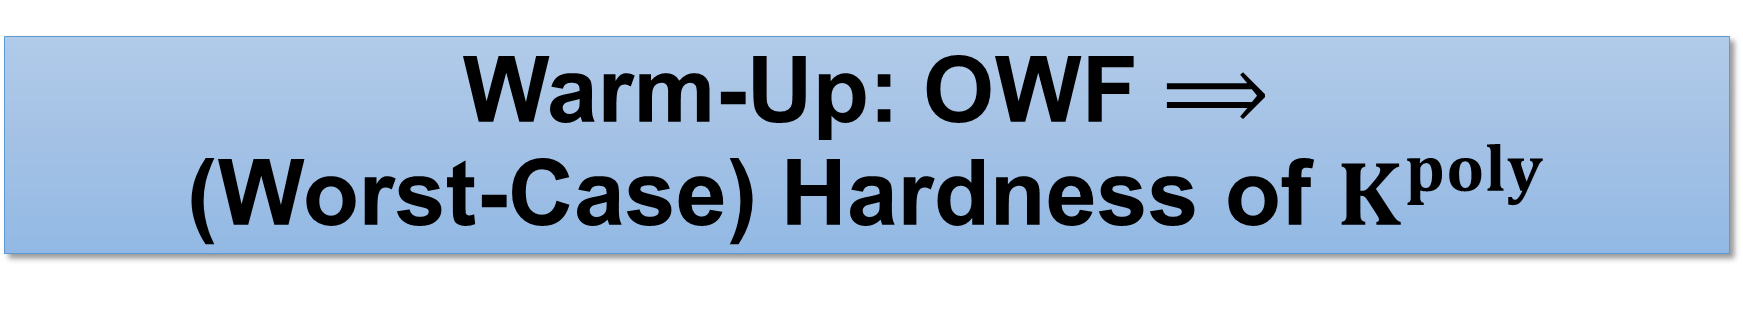 Warm-Up: OWF ⟹
(Worst-Case) Hardness of K^poly